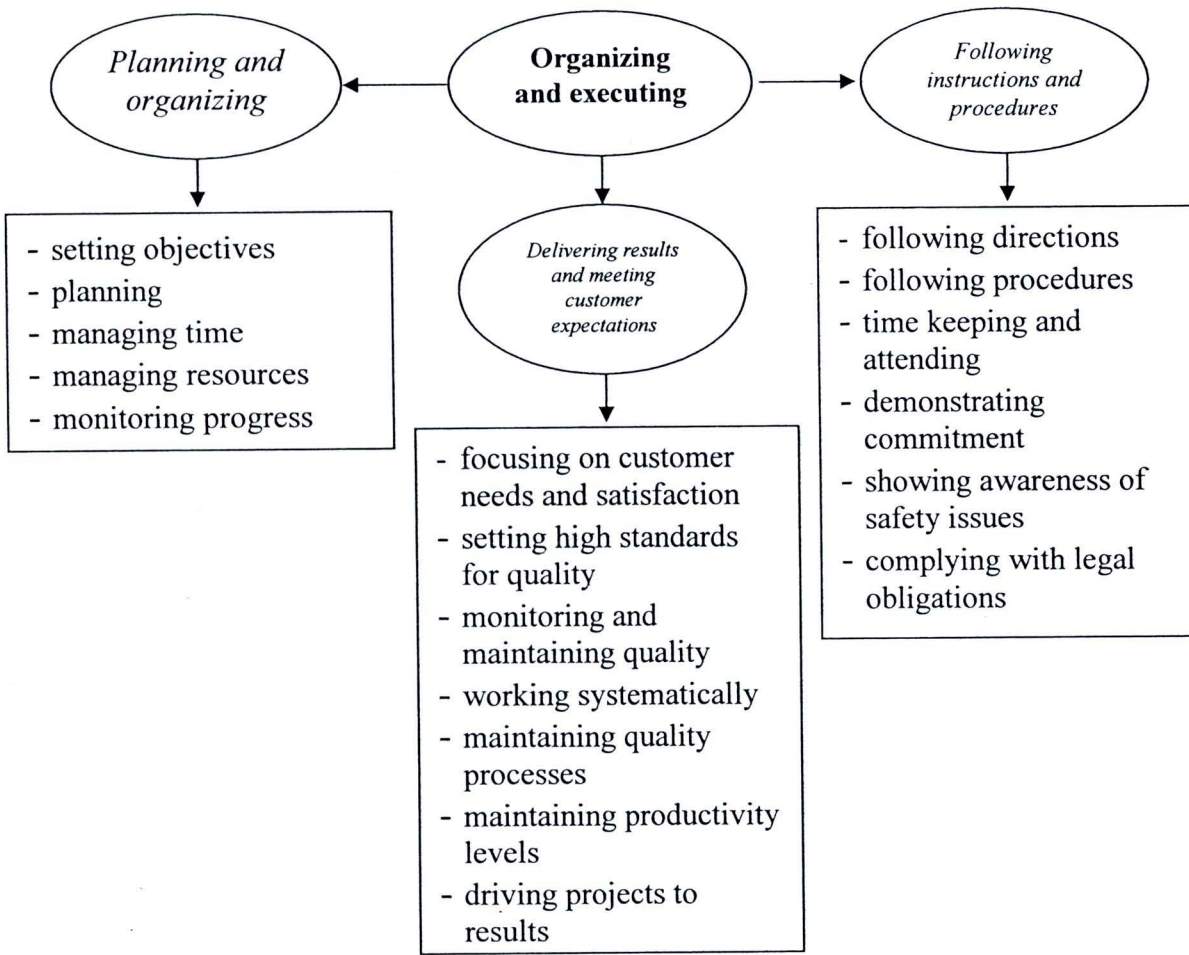 Planning and
organizing
Organizing
and executing
Following
instructions and
procedures
- setting objectives
- planning
- managing time
- managing resources
- monitoring progress
Delivering results
and meeting
customer
expectations
- focusing on customer
needs and satisfaction
- setting high standards
for quality
- monitoring and
maintaining quality
- working systematically
- maintaining quality
processes
- maintaining productivity
levels
- driving projects to
results
- following directions
- following procedures
- time keeping and
attending
- demonstrating
commitment
- showing awareness of
safety issues
- complying with legal
obligations